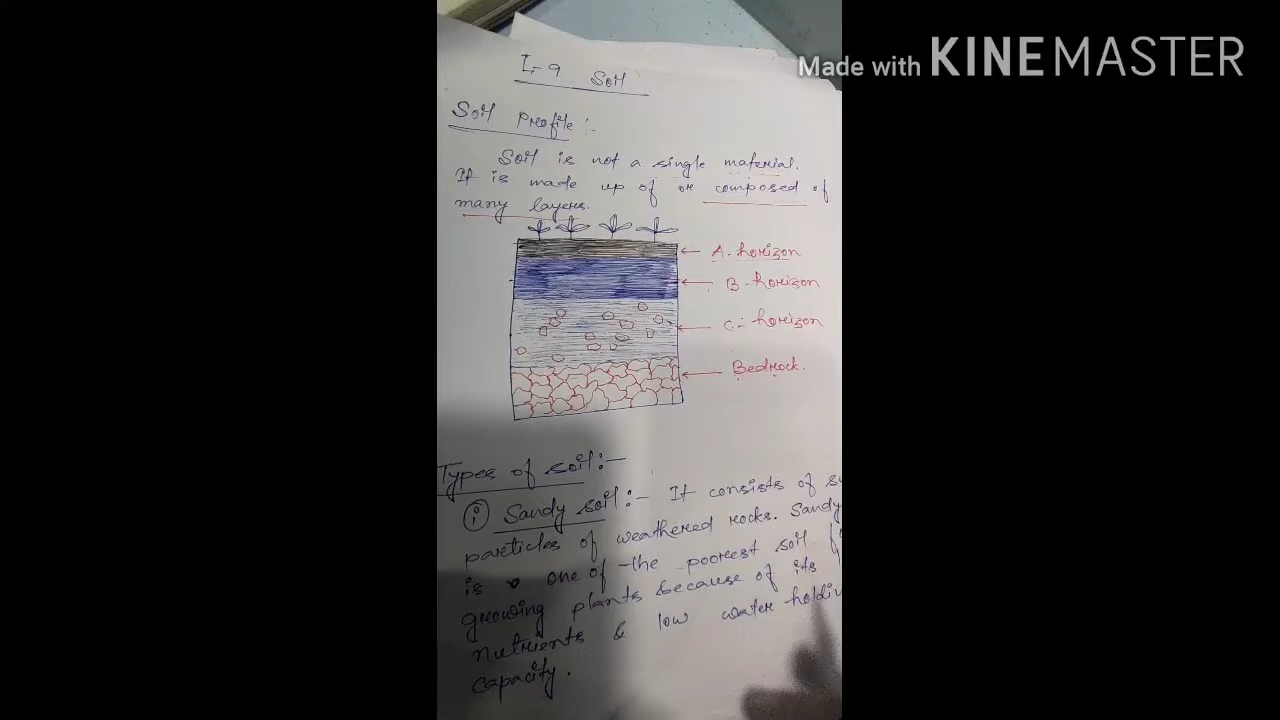 Made with KINEMASTER
L-9 Soil
Soil Profile :-
Soil is not a single material.
It is made up of or composed of
many layers.
A-horizon
B-horizon
C-horizon
Bedrock.
Types of soil:-
i Sandy soil:- It consists of
particles of weathered rocks. Sandy
is one of the poorest soil
growing plants because of its
nutrients & low water holdin
capacity.